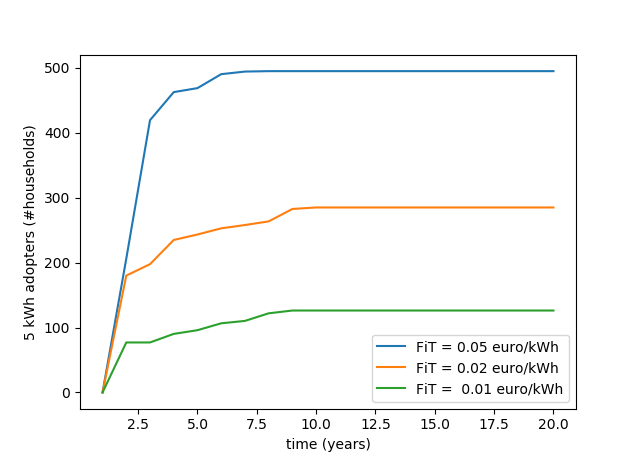 500
400
300
200
100
0
5 kWh adopters (#households)
2.5 5.0 7.5 10.0 12.5 15.0 17.5 20.0
time (years)
FiT = 0.05 euro/kWh
FiT = 0.02 euro/kWh
FiT =  0.01 euro/kWh